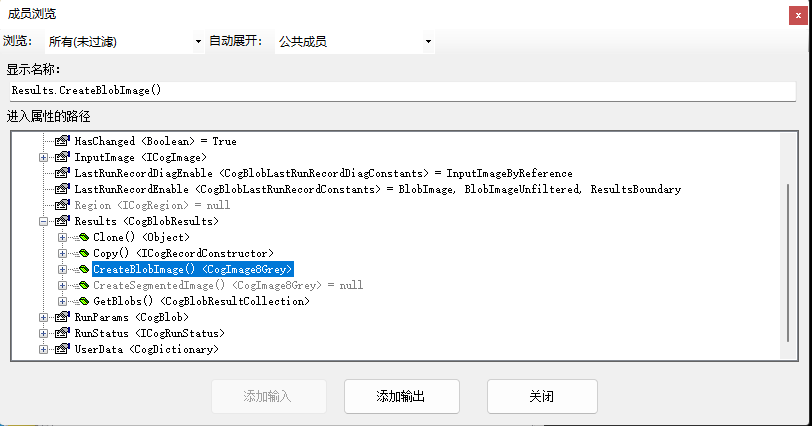 成员浏览
浏览： 所有(未过滤) 自动展开： 公共成员
显示名称：
Results.CreateBlobImage()
进入属性的路径
HasChanged <Boolean> = True
InputImage <ICogImage>
LastRunRecordDiagEnable <CogBlobLastRunRecordDiagConstants> = InputImageByReference
LastRunRecordEnable <CogBlobLastRunRecordConstants> = BlobImage, BlobImageUnfiltered, ResultsBoundary
Region <ICogRegion> = null
Results <CogBlobResults>
Clone() <Object>
Copy() <ICogRecordConstructor>
CreateBlobImage() <CogImage8Grey>
CreateSegmentedImage() <CogImage8Grey> = null
GetBlobs() <CogBlobResultCollection>
RunParams <CogBlob>
RunStatus <ICogRunStatus>
UserData <CogDictionary>
添加输入 添加输出 关闭